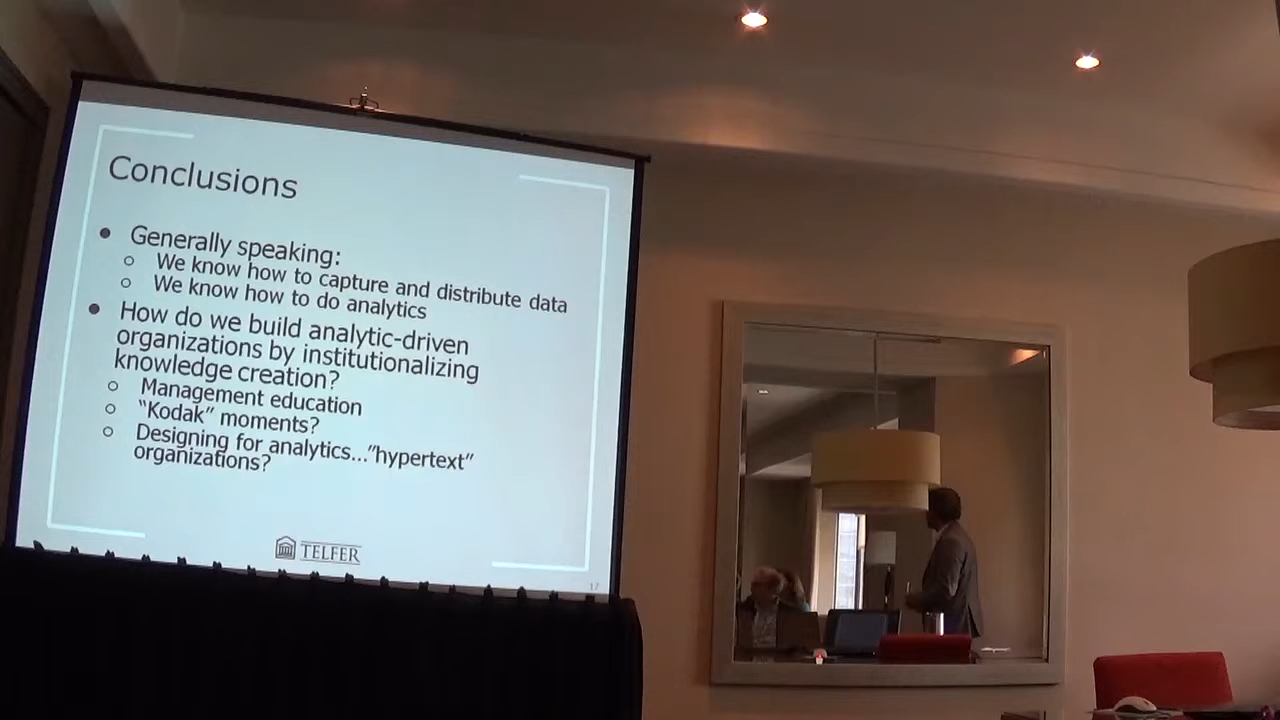 Conclusions
Generally speaking:
We know how to capture and distribute data
We know how to do analytics
How do we build analytic-driven
organizations by institutionalizing
knowledge creation?
Management education
“Kodak” moments?
Designing for analytics...”hypertext”
organizations?
TELFER
17